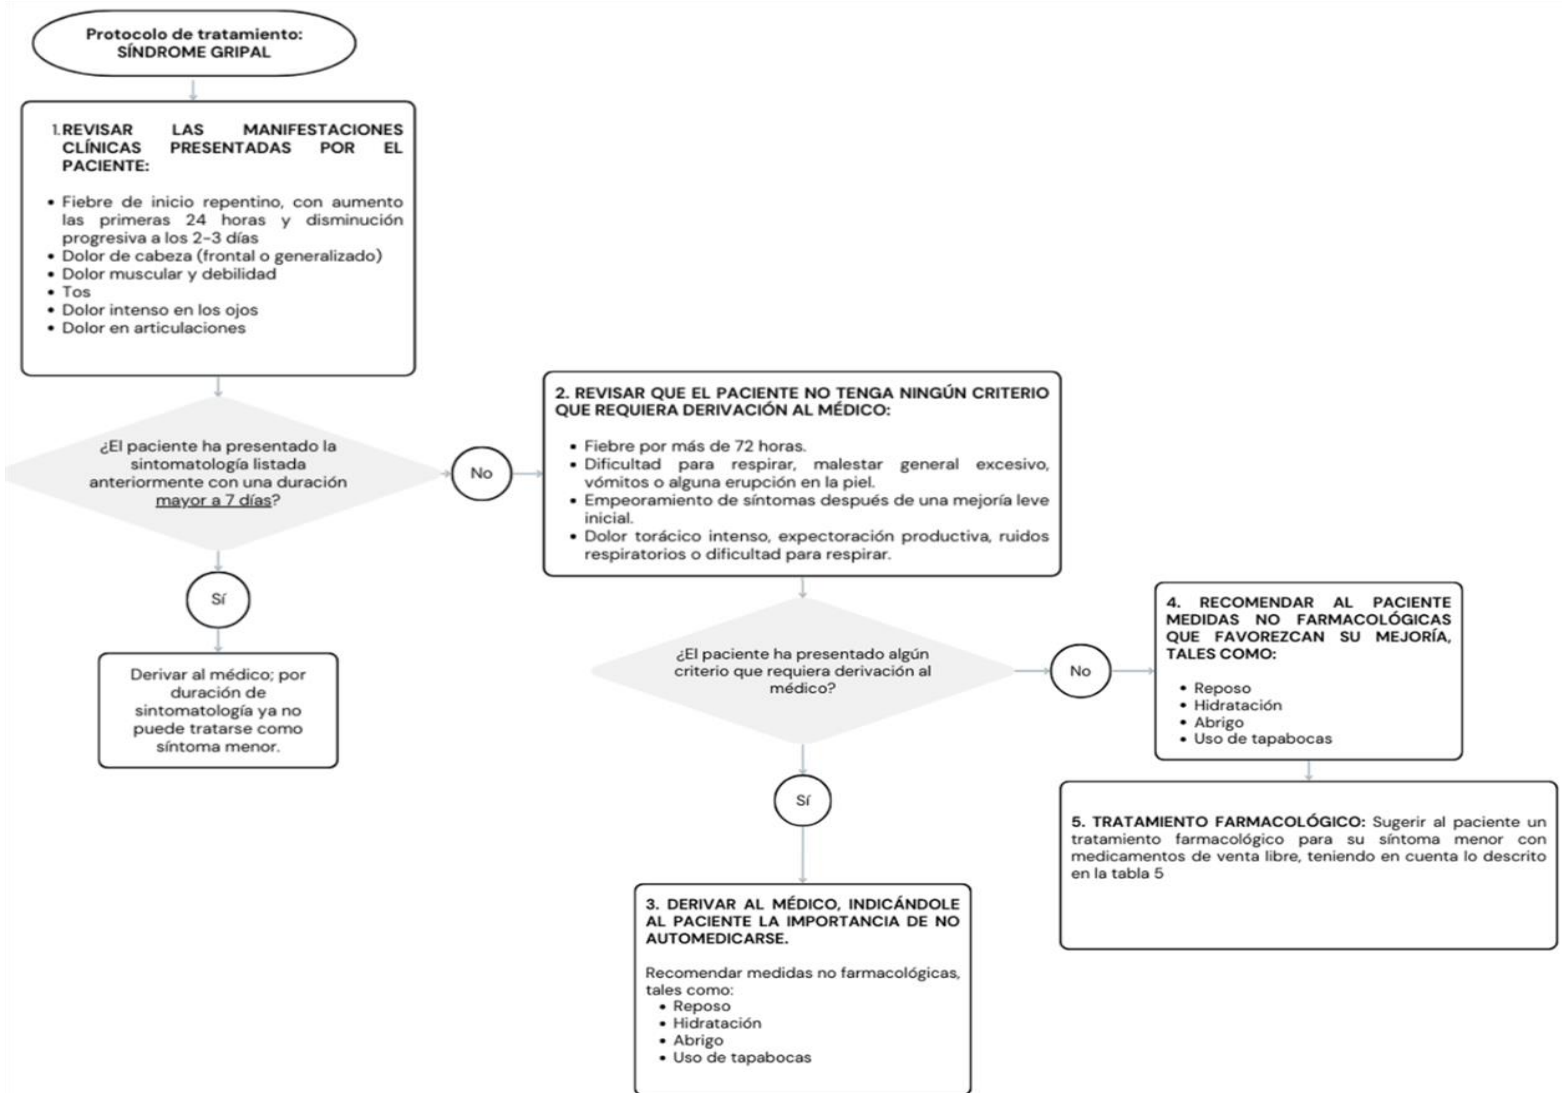 Protocolo de tratamiento:
SÍNDROME GRIPAL
1. REVISAR LAS MANIFESTACIONES
CLÍNICAS PRESENTADAS POR EL
PACIENTE:
• Fiebre de inicio repentino, con aumento
las primeras 24 horas y disminución
progresiva a los 2-3 días
• Dolor de cabeza (frontal o generalizado)
• Dolor muscular y debilidad
• Tos
• Dolor intenso en los ojos
• Dolor en articulaciones
¿El paciente ha presentado la
sintomatología listada
anteriormente con una duración
mayor a 7 días?
No
Sí
Derivar al médico; por
duración de
sintomatología ya no
puede tratarse como
síntoma menor.
2. REVISAR QUE EL PACIENTE NO TENGA NINGÚN CRITERIO
QUE REQUIERA DERIVACIÓN AL MÉDICO:
• Fiebre por más de 72 horas.
• Dificultad para respirar, malestar general excesivo,
vómitos o alguna erupción en la piel.
• Empeoramiento de síntomas después de una mejoría leve
inicial.
• Dolor torácico intenso, expectoración productiva, ruidos
respiratorios o dificultad para respirar.
¿El paciente ha presentado algún
criterio que requiera derivación al
médico?
No
Sí
3. DERIVAR AL MÉDICO, INDICÁNDOLE
AL PACIENTE LA IMPORTANCIA DE NO
AUTOMEDICARSE.
Recomendar medidas no farmacológicas,
tales como:
• Reposo
• Hidratación
• Abrigo
• Uso de tapabocas
4. RECOMENDAR AL PACIENTE
MEDIDAS NO FARMACOLÓGICAS
QUE FAVOREZCAN SU MEJORÍA,
TALES COMO:
• Reposo
• Hidratación
• Abrigo
• Uso de tapabocas
5. TRATAMIENTO FARMACOLÓGICO: Sugerir al paciente un
tratamiento farmacológico para su síntoma menor con
medicamentos de venta libre, teniendo en cuenta lo descrito
en la tabla 5